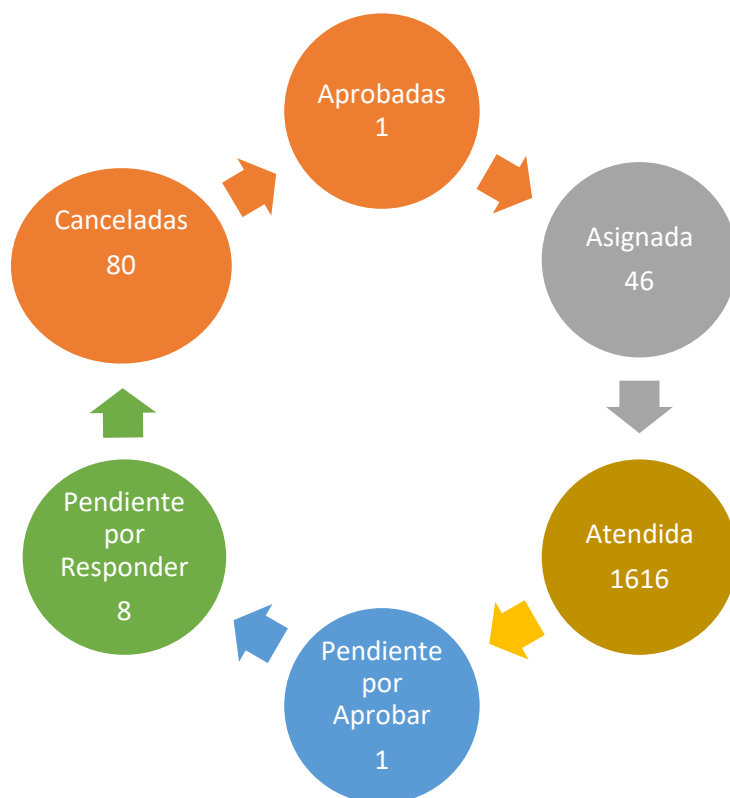 Aprobadas
1
Asignada
46
Atendida
1616
Pendiente
por
Aprobar
1
Pendiente
por
Responder
8
Canceladas
80